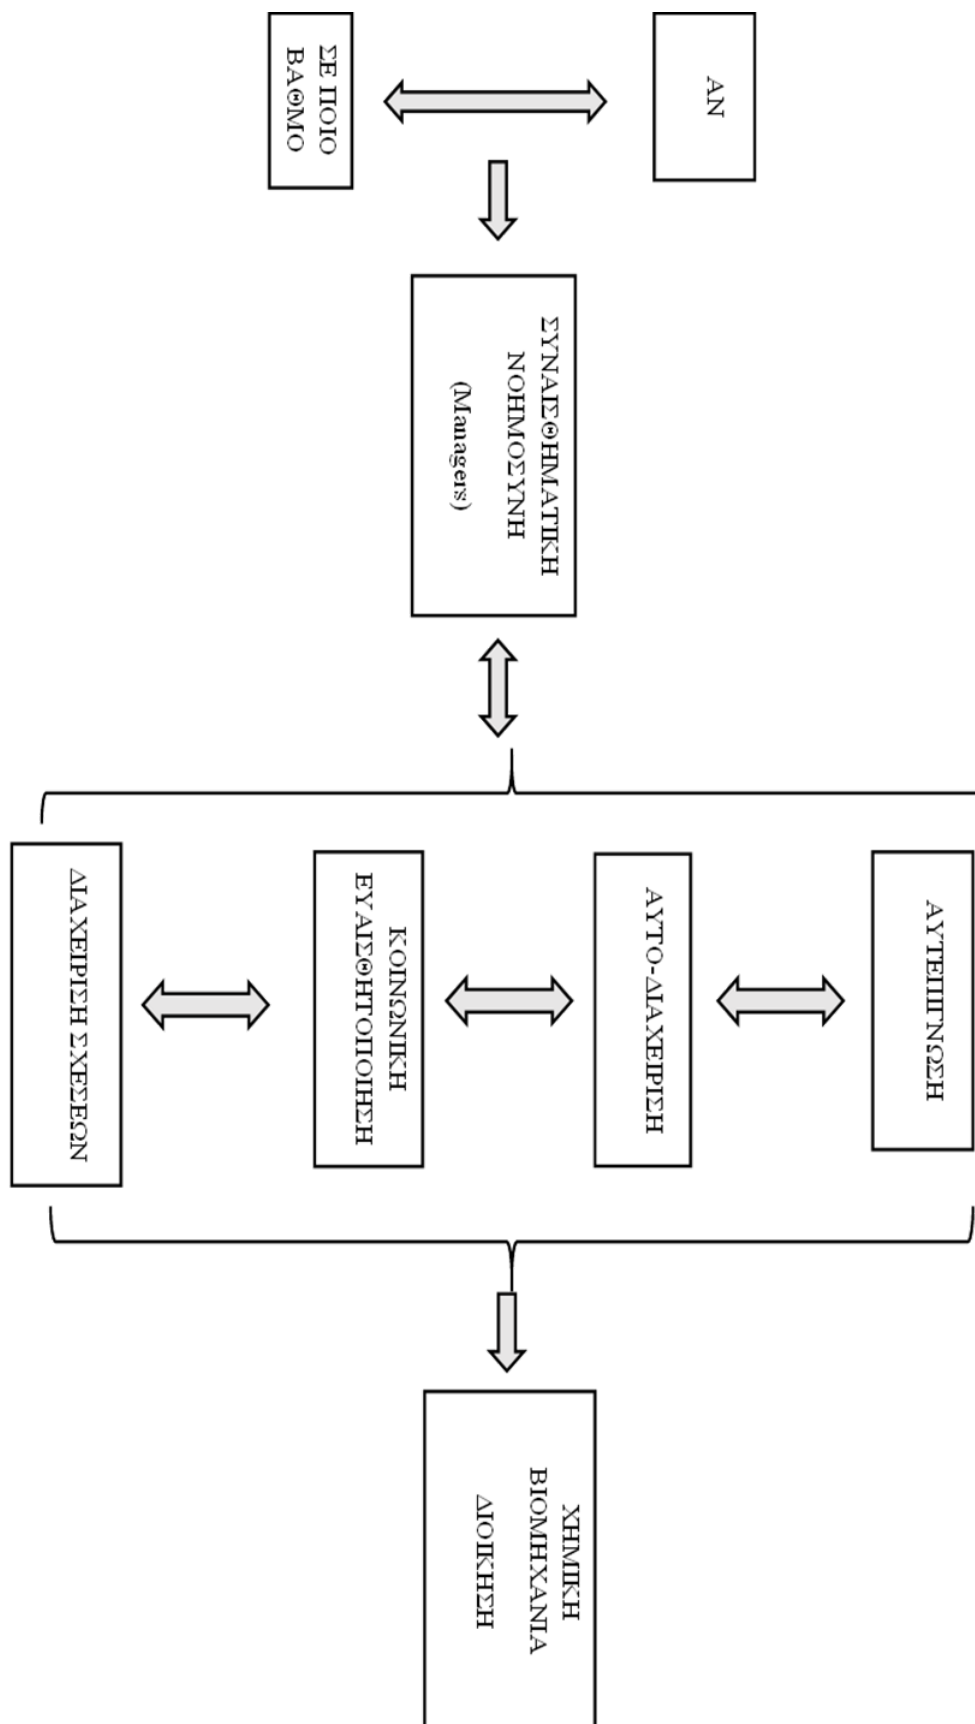 ΑΝ
ΣΕ ΠΟΙΟ
ΒΑΘΜΟ
ΣΥΝΑΙΣΘΗΜΑΤΙΚΗ
ΝΟΗΜΟΣΥΝΗ
(Managers)
ΑΥΤΕΠΙΓΝΩΣΗ
ΑΥΤΟ-ΔΙΑΧΕΙΡΙΣΗ
ΚΟΙΝΩΝΙΚΗ
ΕΥΑΙΣΘΗΤΟΠΟΙΗΣΗ
ΔΙΑΧΕΙΡΙΣΗ ΣΧΕΣΕΩΝ
ΧΗΜΙΚΗ
ΒΙΟΜΗΧΑΝΙΑ
ΔΙΟΙΚΗΣΗ